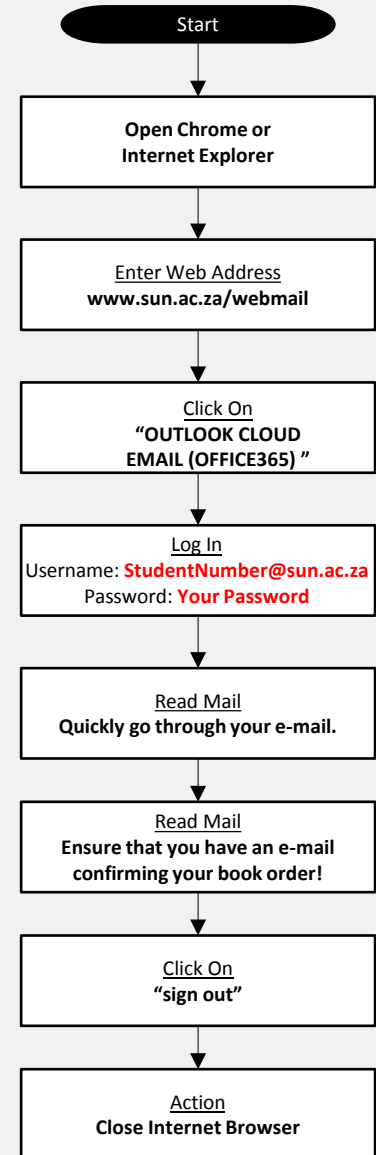 Start
Open Chrome or
Internet Explorer
Enter Web Address
www.sun.ac.za/webmail
Click On
“OUTLOOK CLOUD
EMAIL (OFFICE365) ”
Log In
Username: StudentNumber@sun.ac.za
Password: Your Password
Read Mail
Quickly go through your e-mail.
Read Mail
Ensure that you have an e-mail
confirming your book order!
Click On
“sign out”
Action
Close Internet Browser